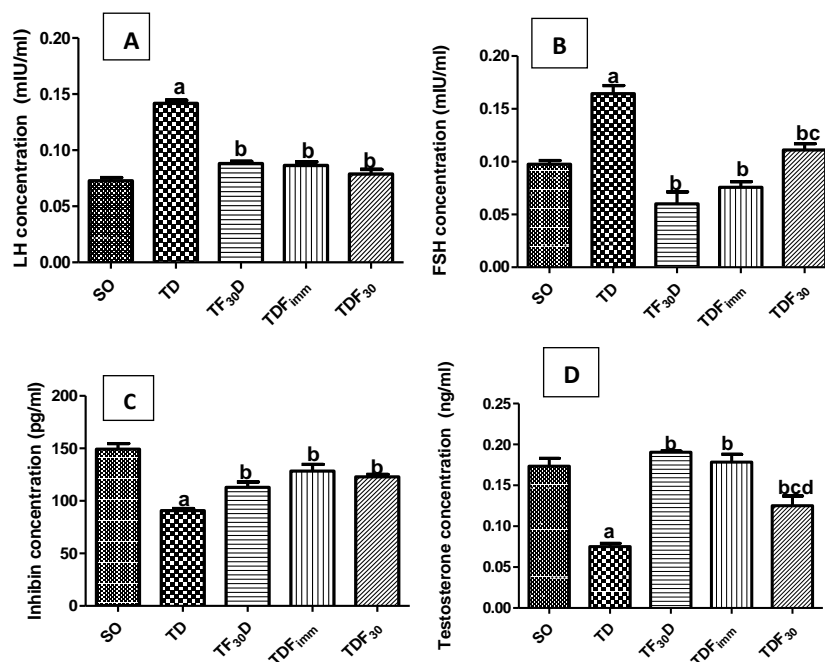 A
LH concentration (mIU/ml)
0.20
0.15
0.10
0.05
0.00
a
b
b
b
SO
TD
TF₃₀D
TDFᵢₘₘ
TDF₃₀
B
FSH concentration (mIU/ml)
0.20
0.15
0.10
0.05
0.00
a
b
b
bc
SO
TD
TF₃₀D
TDFᵢₘₘ
TDF₃₀
C
Inhibin concentration (pg/ml)
200
150
100
50
0
a
b
b
b
SO
TD
TF₃₀D
TDFᵢₘₘ
TDF₃₀
D
Testosterone concentration (ng/ml)
0.25
0.20
0.15
0.10
0.05
0.00
a
b
b
bcd
SO
TD
TF₃₀D
TDFᵢₘₘ
TDF₃₀